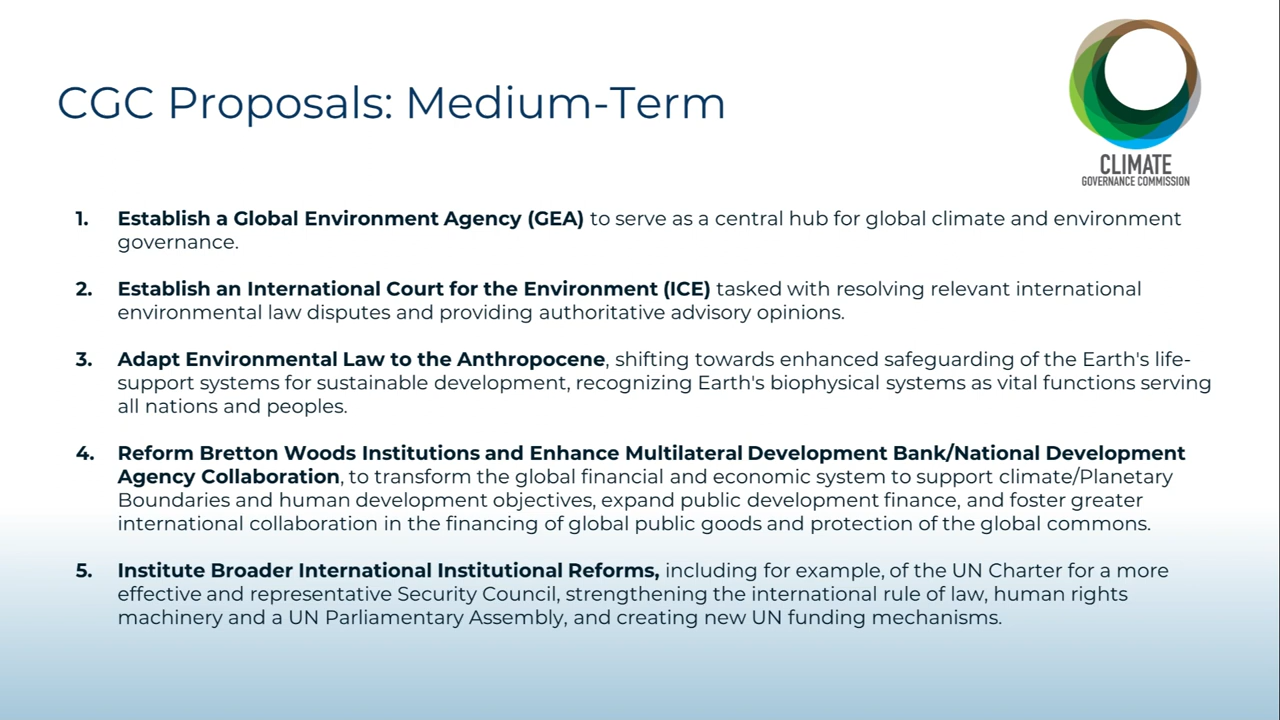 CLIMATE
GOVERNANCE COMMISSION
CGC Proposals: Medium-Term
1. Establish a Global Environment Agency (GEA) to serve as a central hub for global climate and environment
governance.
2. Establish an International Court for the Environment (ICE) tasked with resolving relevant international
environmental law disputes and providing authoritative advisory opinions.
3. Adapt Environmental Law to the Anthropocene, shifting towards enhanced safeguarding of the Earth's life-
support systems for sustainable development, recognizing Earth's biophysical systems as vital functions serving
all nations and peoples.
4. Reform Bretton Woods Institutions and Enhance Multilateral Development Bank/National Development
Agency Collaboration, to transform the global financial and economic system to support climate/Planetary
Boundaries and human development objectives, expand public development finance, and foster greater
international collaboration in the financing of global public goods and protection of the global commons.
5. Institute Broader International Institutional Reforms, including for example, of the UN Charter for a more
effective and representative Security Council, strengthening the international rule of law, human rights
machinery and a UN Parliamentary Assembly, and creating new UN funding mechanisms.